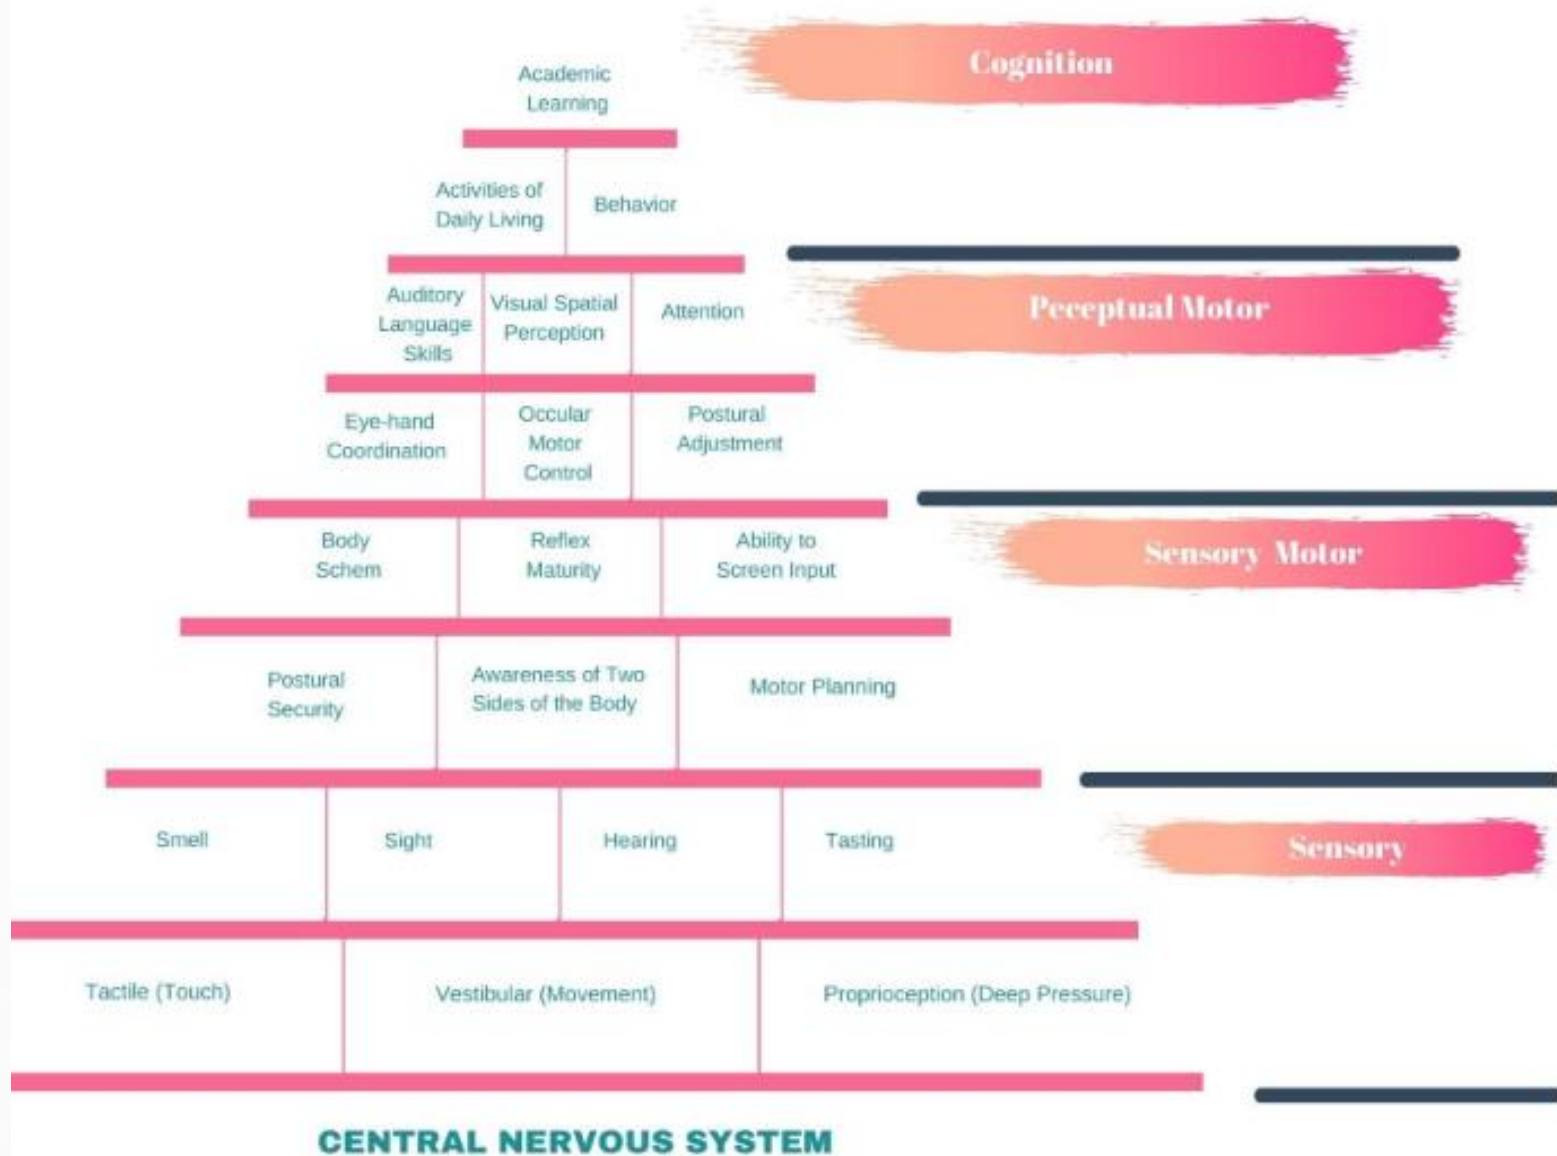 Cognition
Academic
Learning
Activities of
Daily Living
Behavior
Peceptual Motor
Auditory
Language
Skills
Visual Spatial
Perception
Attention
Eye-hand
Coordination
Occular
Motor
Control
Postural
Adjustment
Sensory Motor
Body
Schem
Reflex
Maturity
Ability to
Screen Input
Postural
Security
Awareness of Two
Sides of the Body
Motor Planning
Sensory
Smell
Sight
Hearing
Tasting
Tactile (Touch)
Vestibular (Movement)
Proprioception (Deep Pressure)
CENTRAL NERVOUS SYSTEM